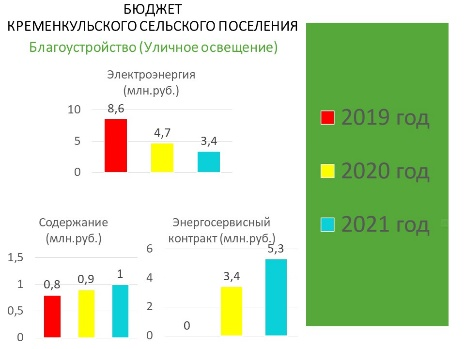 БЮДЖЕТ
КРЕМЕНКУЛЬСКОГО СЕЛЬСКОГО ПОСЕЛЕНИЯ
Благоустройство (Уличное освещение)
Электроэнергия
(млн.руб.)
10
5
0
8,6
4,7
3,4
Содержание
(млн.руб.)
1,5
1
0,5
0
0,8
0,9
1
Энергосервисный
контракт (млн.руб.)
6
4
2
0
0
3,4
5,3
2019 год
2020 год
2021 год